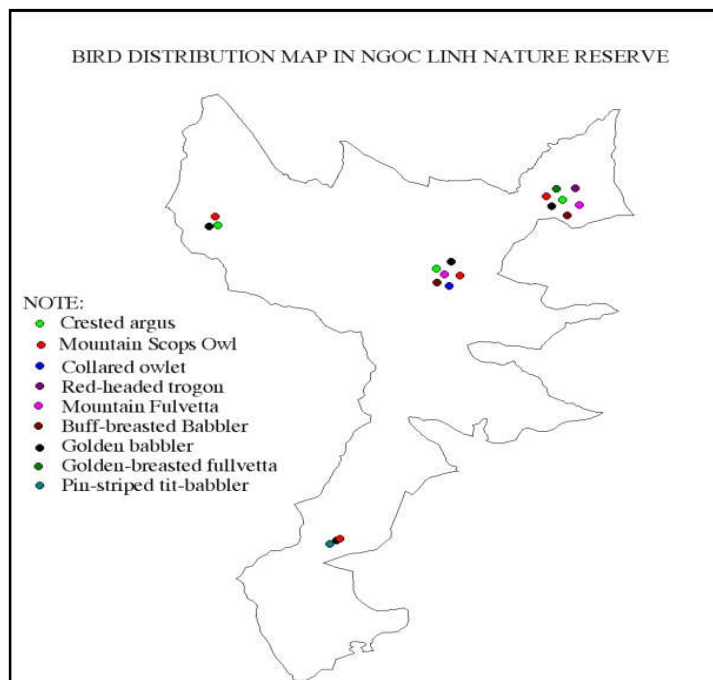 BIRD DISTRIBUTION MAP IN NGOC LINH NATURE RESERVE
NOTE:
Crested argus
Mountain Scops Owl
Collared owlet
Red-headed trogon
Mountain Fulvetta
Buff-breasted Babbler
Golden babbler
Golden-breasted fullvetta
Pin-striped tit-babbler